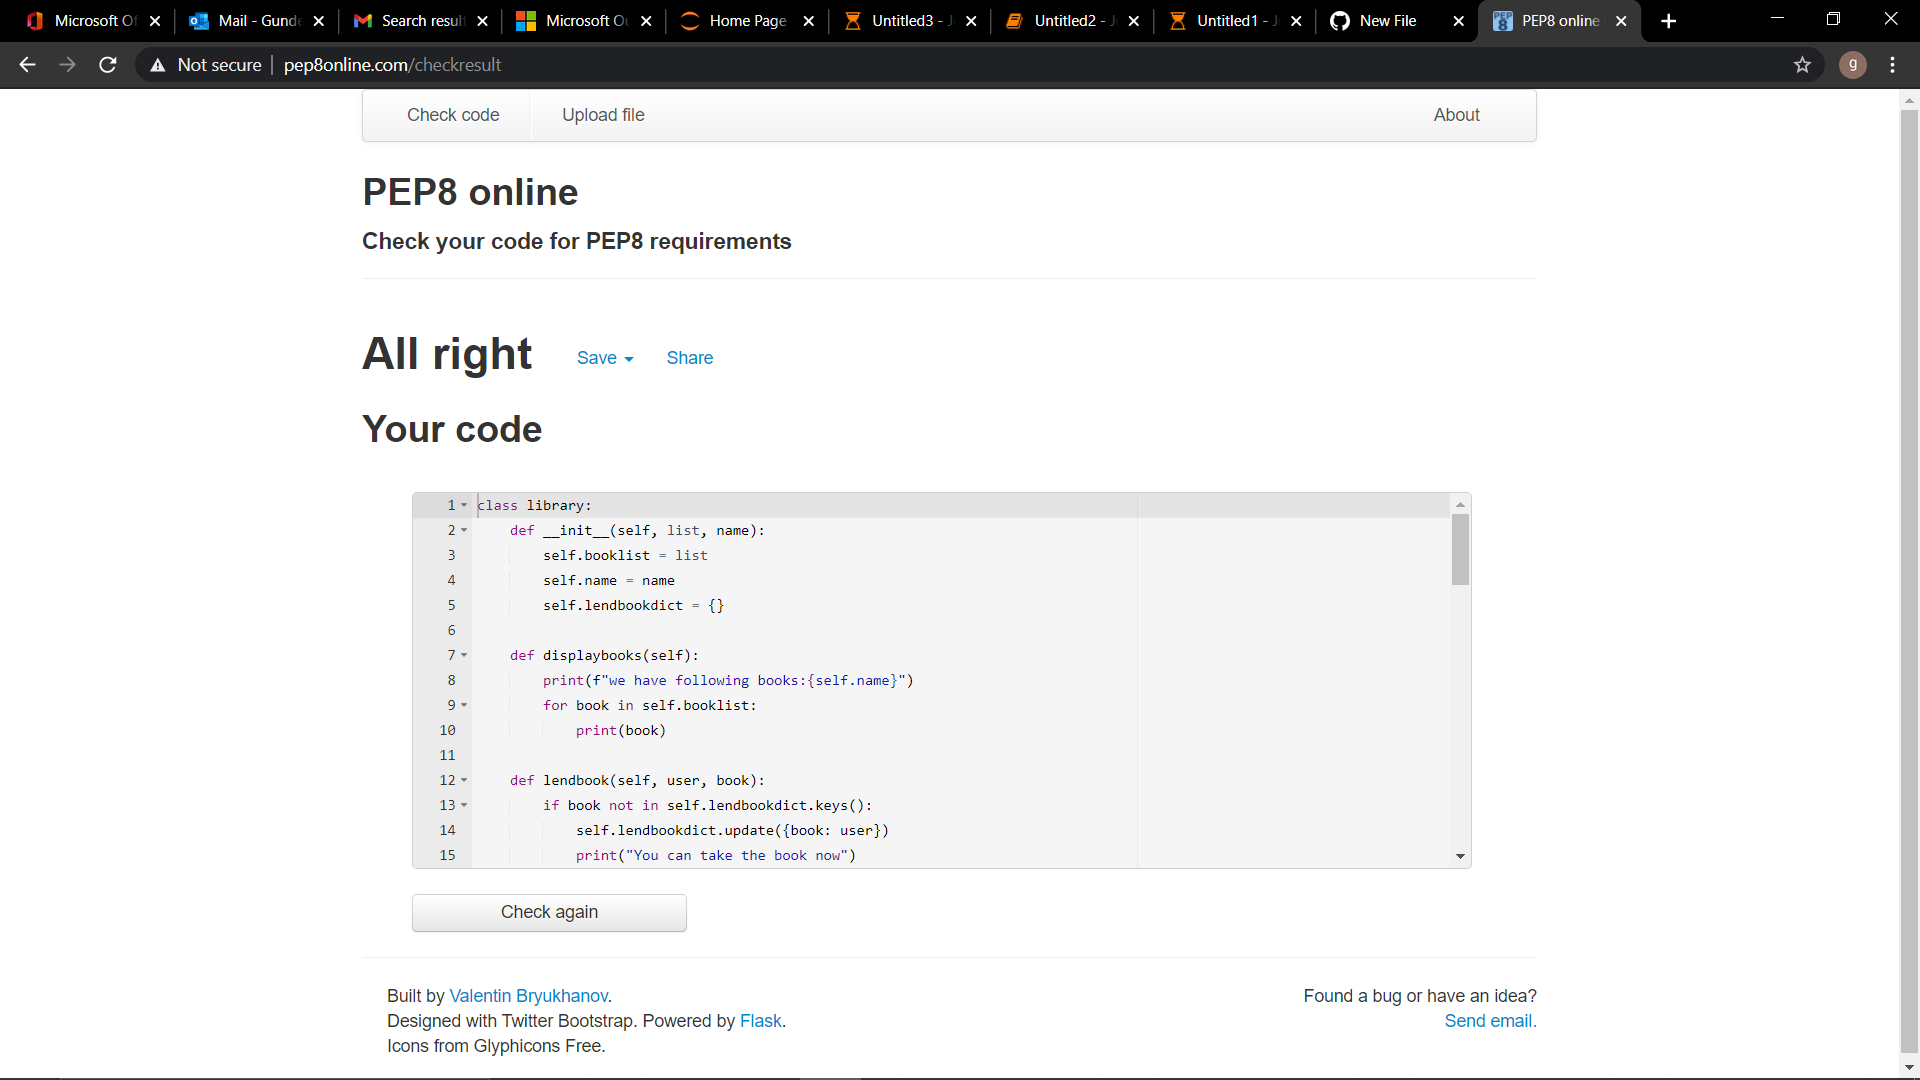 Microsoft Of
Mail - Gunde
Search resul
Microsoft Ou
Home Page
Untitled3 - J
Untitled2 - J
Untitled1 - J
New File
PEP8 online
Not secure
pep8online.com/checkresult
g
Check code
Upload file
About
PEP8 online
Check your code for PEP8 requirements
All right
Save
Share
Your code
1 class library:
2 def __init__(self, list, name):
3 self.booklist = list
4 self.name = name
5 self.lendbookdict = {}
6
7 def displaybooks(self):
8 print(f"we have following books:{self.name}")
9 for book in self.booklist:
10 print(book)
11
12 def lendbook(self, user, book):
13 if book not in self.lendbookdict.keys():
14 self.lendbookdict.update({book: user})
15 print("You can take the book now")
Check again
Built by Valentin Bryukhanov.
Designed with Twitter Bootstrap. Powered by Flask.
Icons from Glyphicons Free.
Found a bug or have an idea?
Send email.